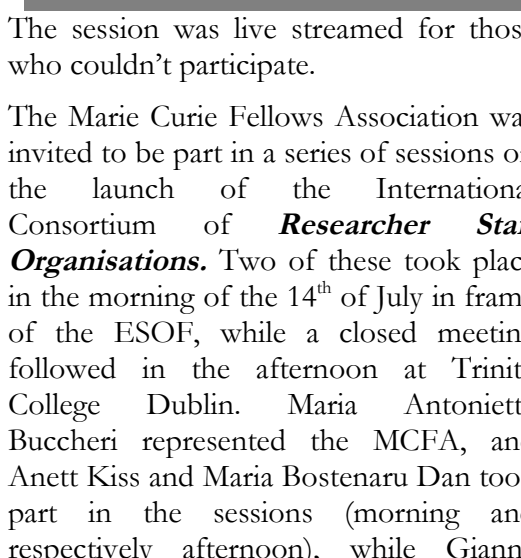 The session was live streamed for thos
who couldn't participate.
The Marie Curie Fellows Association wa
invited to be part in a series of sessions o
the launch of the Internationa
Consortium of Researcher Staf
Organisations. Two of these took plac
in the morning of the 14th of July in fram
of the ESOF, while a closed meetin
followed in the afternoon at Trinit
College Dublin. Maria Antoniett
Buccheri represented the MCFA, an
Anett Kiss and Maria Bostenaru Dan too
part in the sessions (morning an
respectively afternoon), while Giann